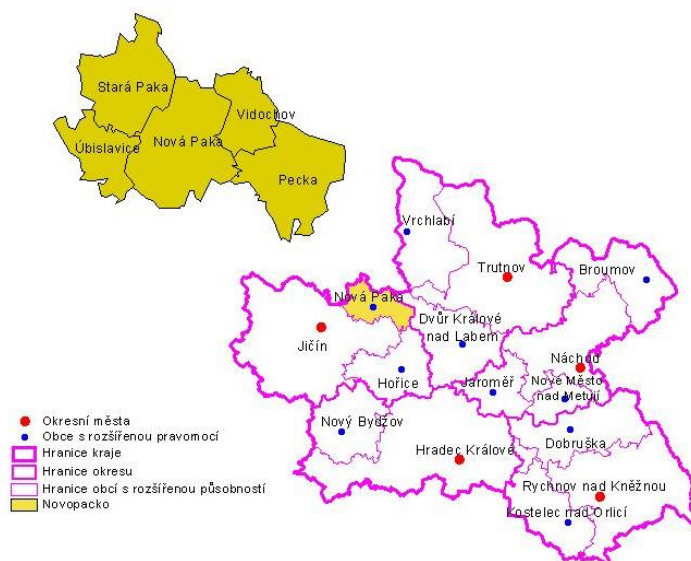 Stará Paka
Vidochov
Nová Paka
Úbislavice
Pecka
Vrchlabí
Trutnov
Broumov
Nová Paka
Dvůr Králové
nad Labem
Jičín
Náchod
Hořice
Jaroměř
Nové Město
nad Metují
Nový Bydžov
Dobruška
Hradec Králové
Rychnov nad Kněžnou
Kostelec nad Orlicí
Okresní města
Obce s rozšířenou pravomocí
Hranice kraje
Hranice okresu
Hranice obcí s rozšířenou působností
Novopacko